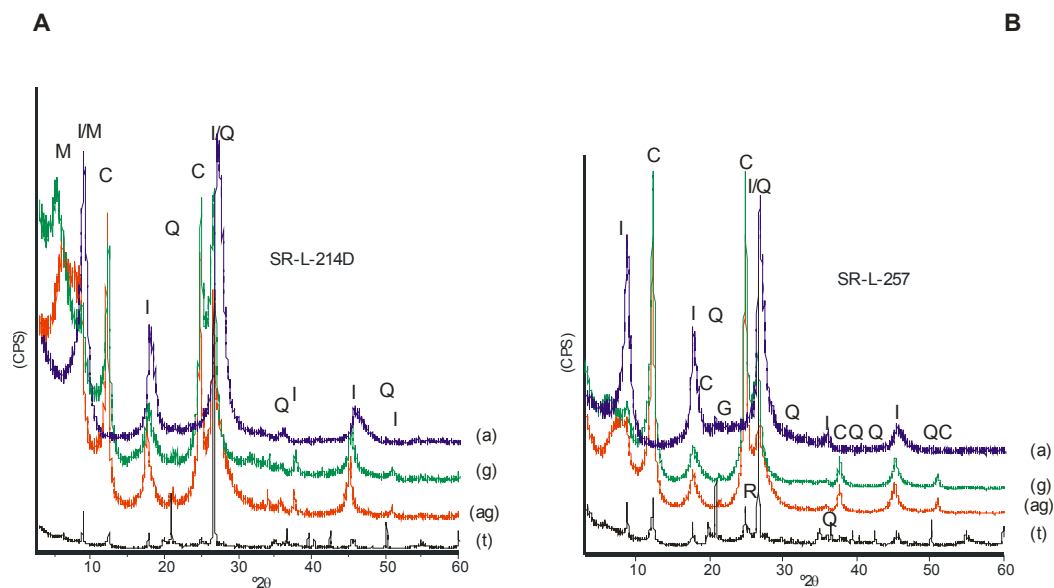 A
B
I/M
M
C
C
I/Q
Q
SR-L-214D
I
Q
I
I
Q
I
(CPS)
(a)
(g)
(ag)
(t)
10
20
30
40
50
60
°2θ
C
C
I/Q
I
SR-L-257
I
Q
C
G
Q
I
C
Q
Q
I
QC
R
Q
(CPS)
(a)
(g)
(ag)
(t)
10
20
30
40
50
60
°2θ